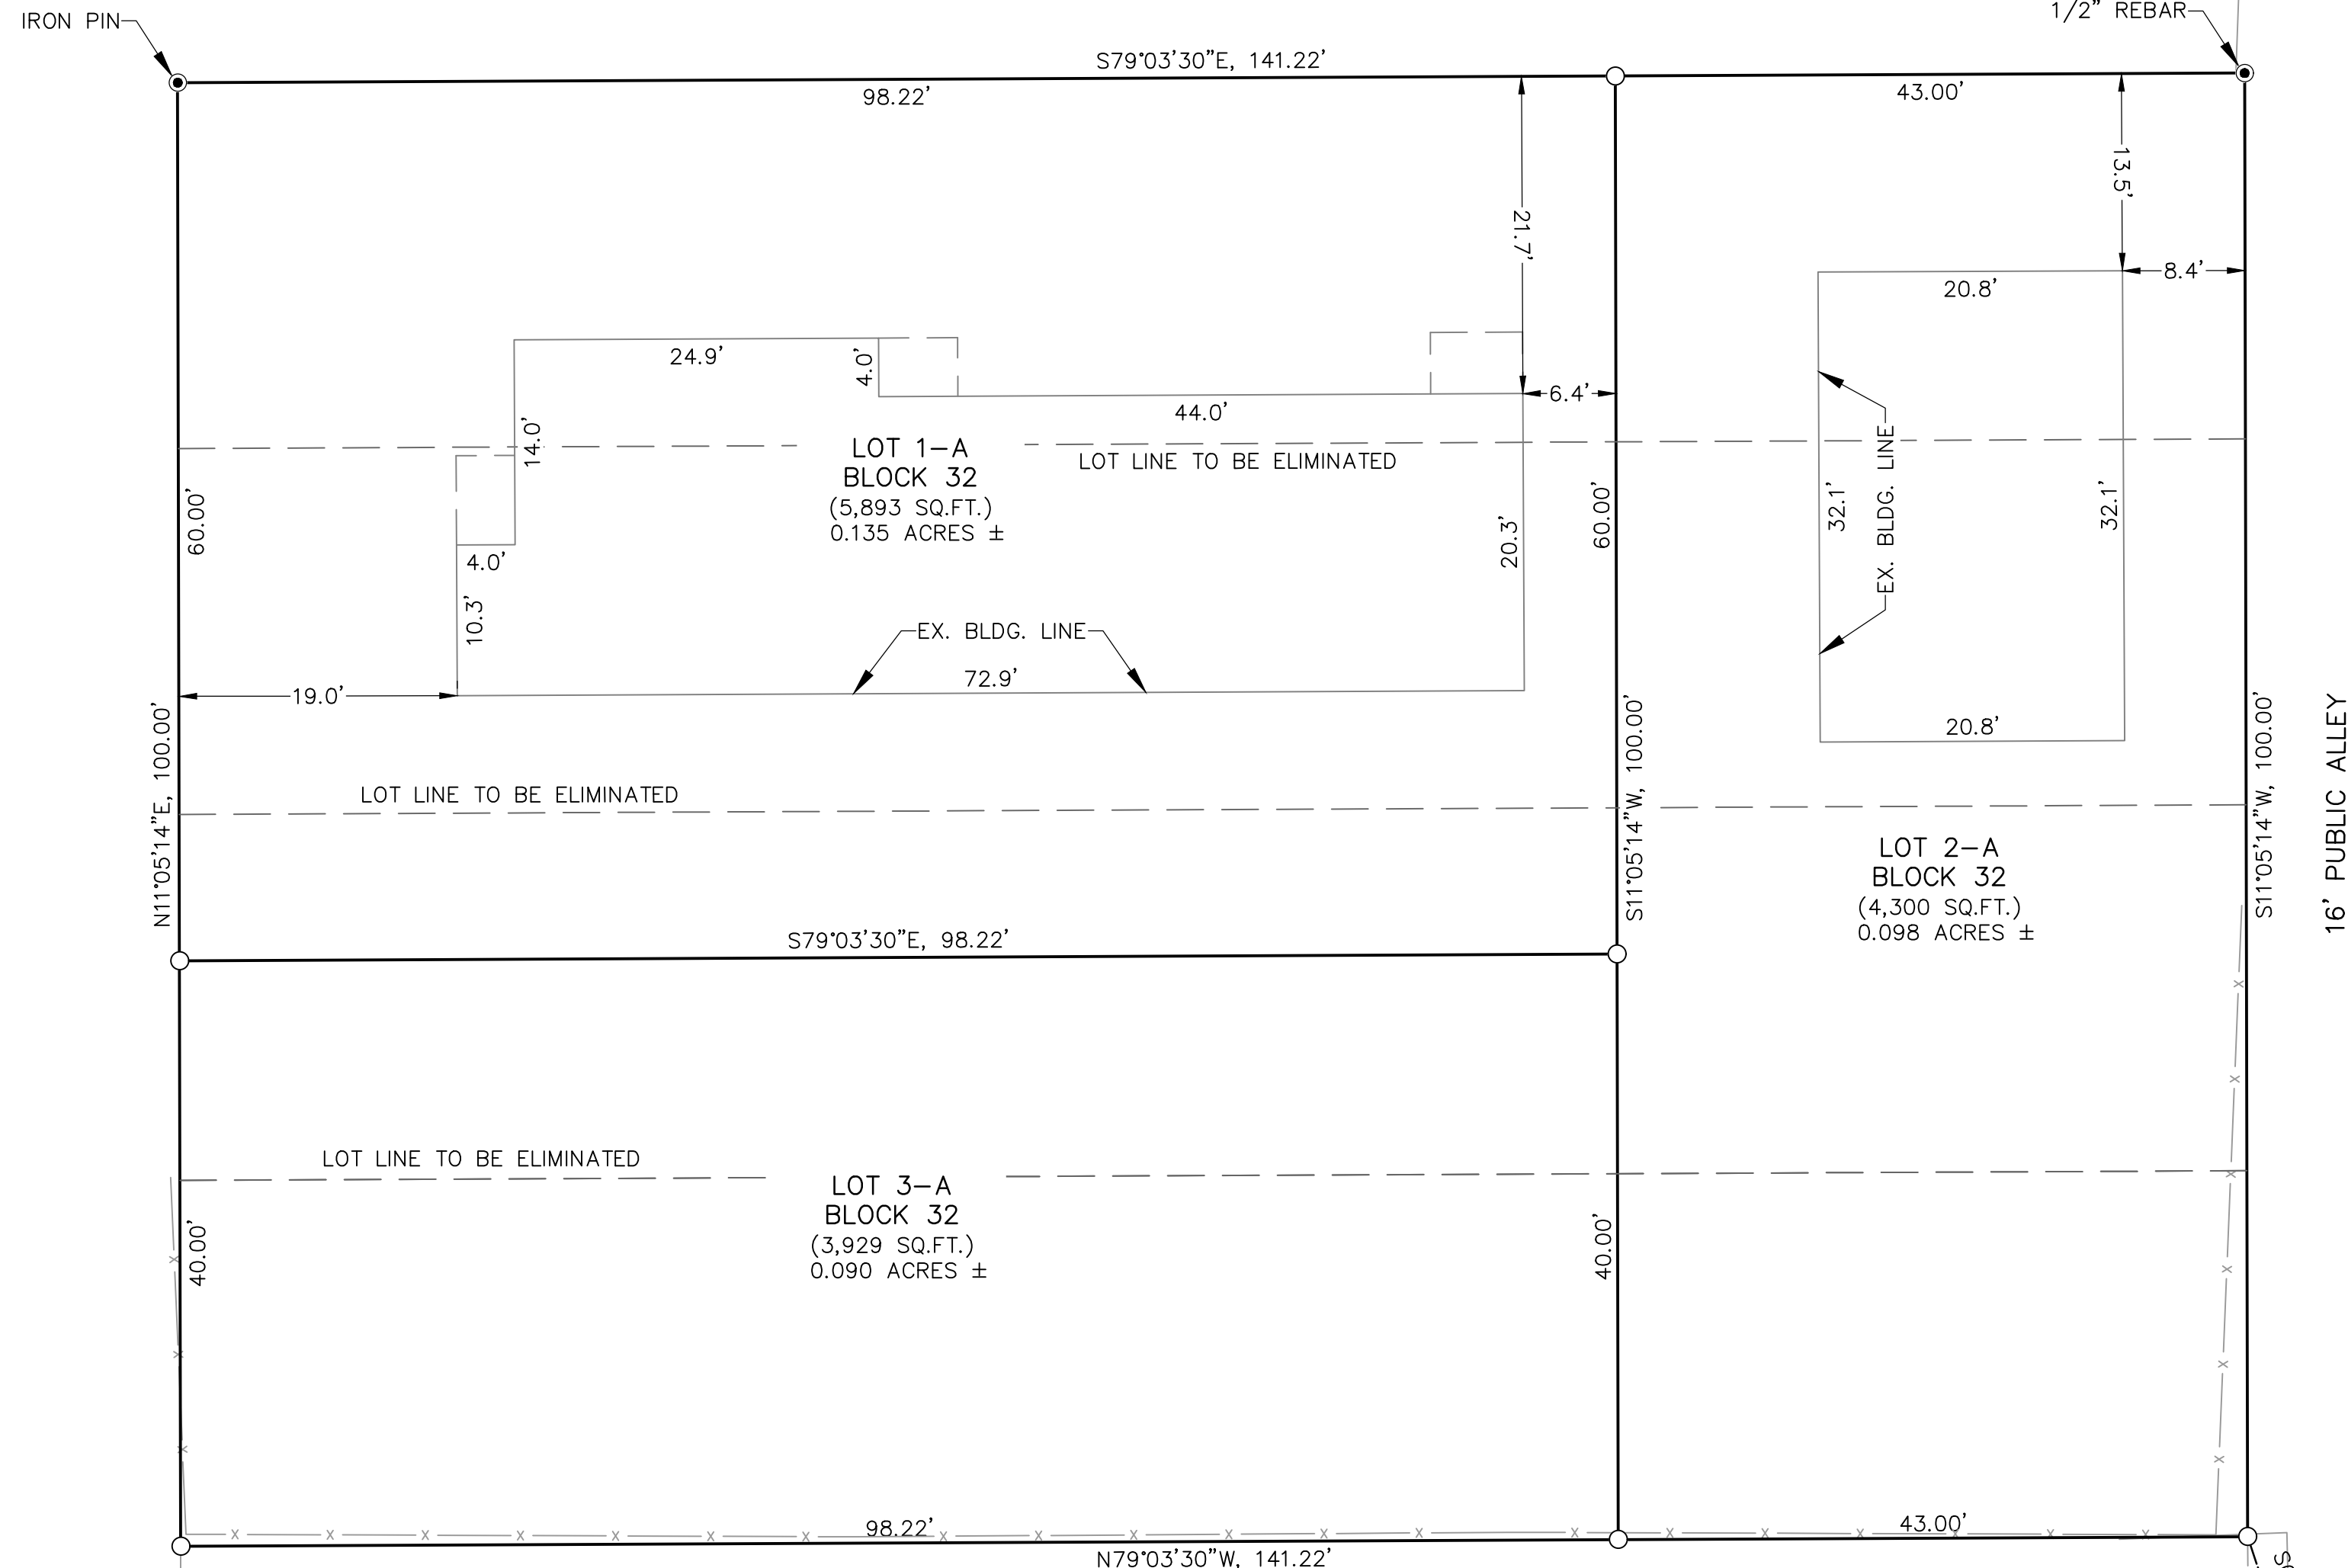 IRON PIN
1/2” REBAR
S79°03’30”E, 141.22’
98.22’
43.00’
13.5’
21.7’
8.4’
20.8’
24.9’
4.0’
6.4’
44.0’
14.0’
LOT 1-A
BLOCK 32
(5,893 SQ.FT.)
0.135 ACRES ±
LOT LINE TO BE ELIMINATED
EX. BLDG. LINE
60.00’
60.00’
32.1’
32.1’
20.3’
4.0’
10.3’
EX. BLDG. LINE
72.9’
19.0’
20.8’
N11°05’14”E, 100.00’
S11°05’14”W, 100.00’
S11°05’14”W, 100.00’
16’ PUBLIC ALLEY
LOT LINE TO BE ELIMINATED
LOT 2-A
BLOCK 32
(4,300 SQ.FT.)
0.098 ACRES ±
S79°03’30”E, 98.22’
LOT LINE TO BE ELIMINATED
LOT 3-A
BLOCK 32
(3,929 SQ.FT.)
0.090 ACRES ±
40.00’
40.00’
98.22’
43.00’
N79°03’30”W, 141.22’